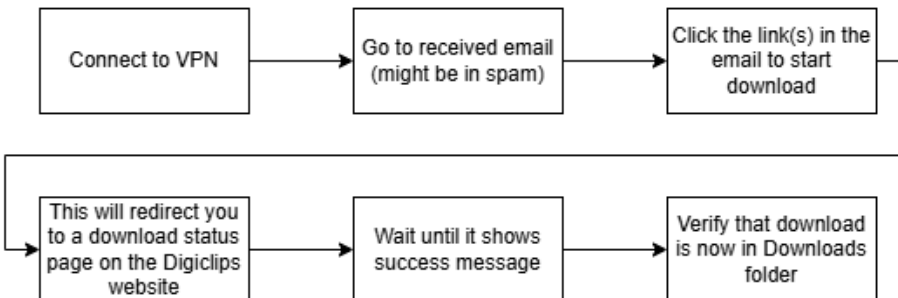 Connect to VPN
Go to received email
(might be in spam)
Click the link(s) in the
email to start
download
This will redirect you
to a download status
page on the Digiclips
website
Wait until it shows
success message
Verify that download
is now in Downloads
folder